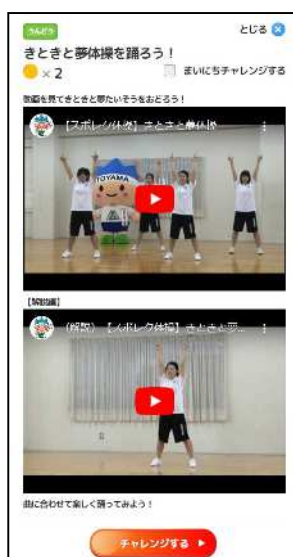 うんどう
とじる
きときと夢体操を踊ろう！
× 2
まいにちチャレンジする
動画を見てきときと夢たいそうをおどろう！
【スポレク体操】きときと夢体操
TOYAMA
【解説編】
（解説）【スポレク体操】きときと夢...
曲に合わせて楽しく踊ってみよう！
チャレンジする